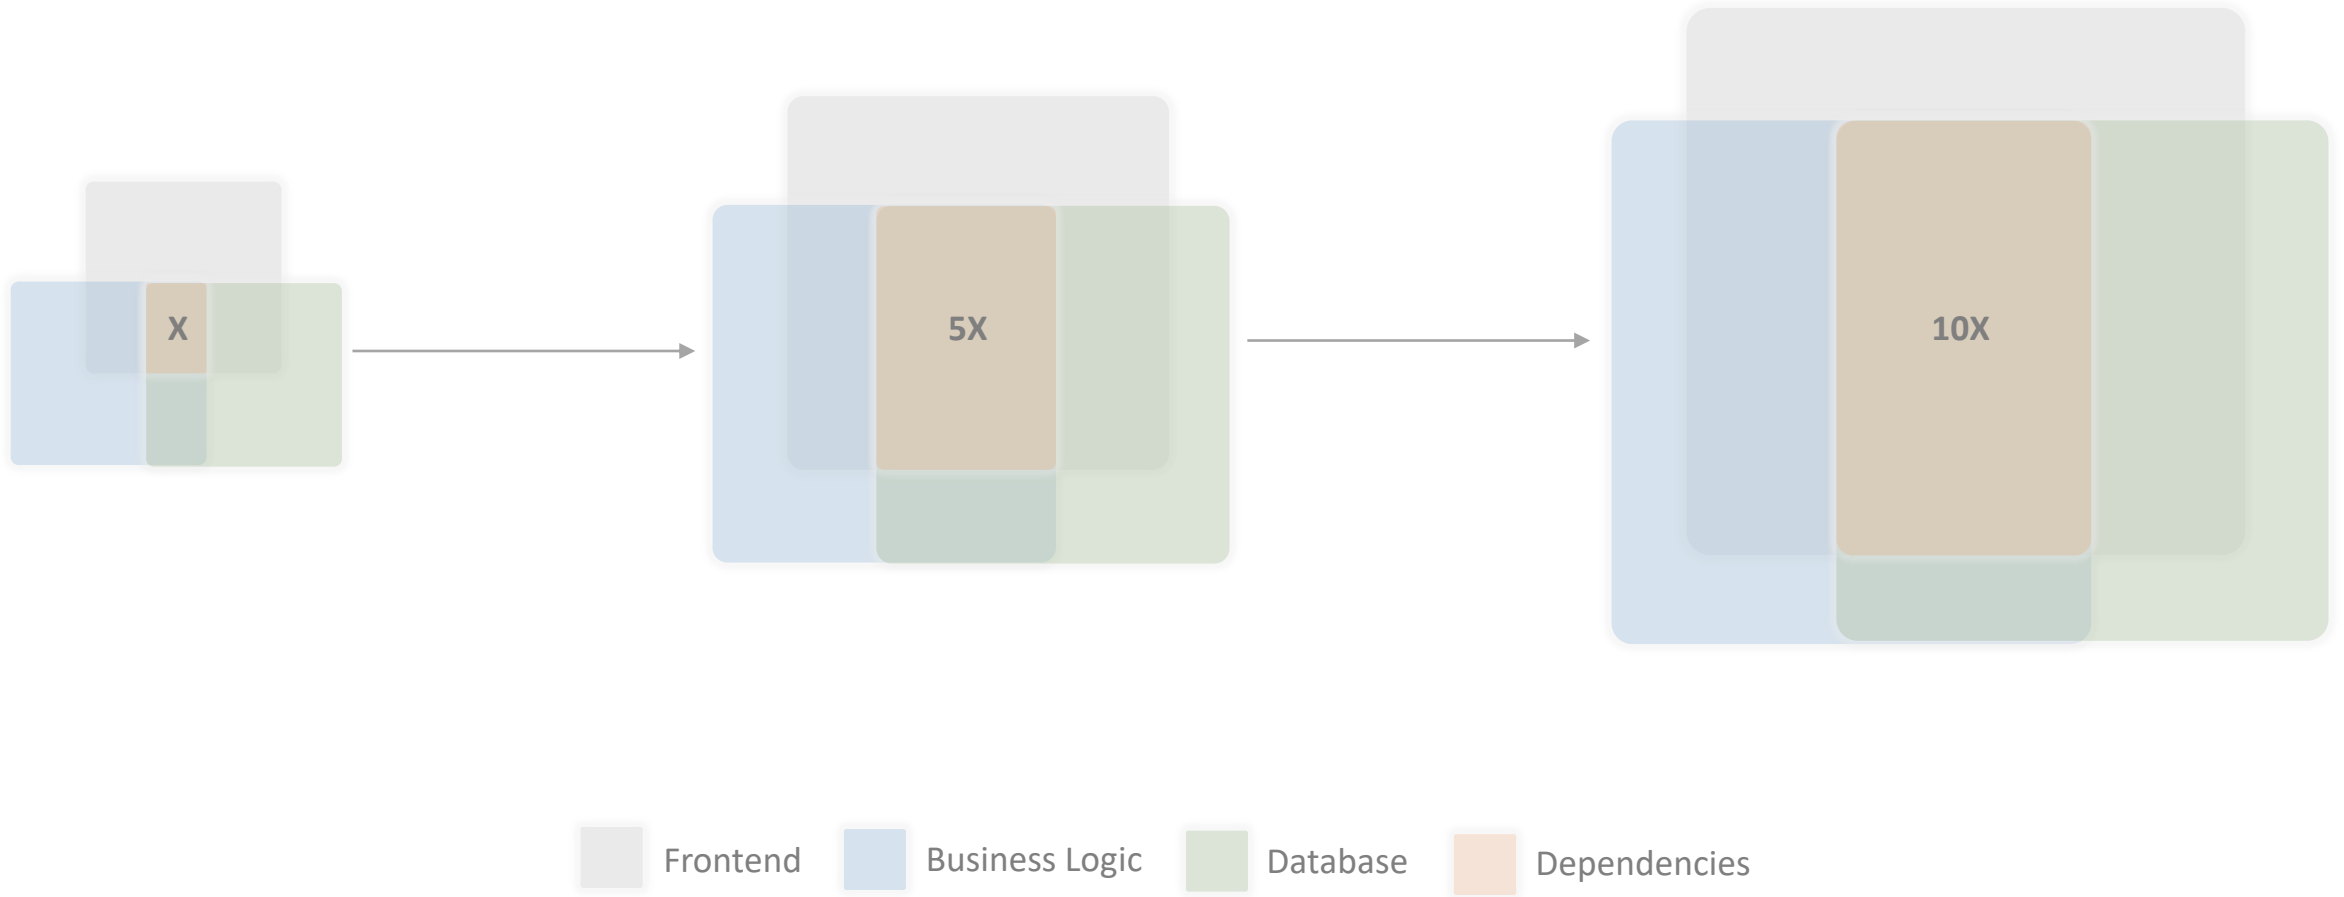 X
5X
10X
Frontend
Business Logic
Database
Dependencies